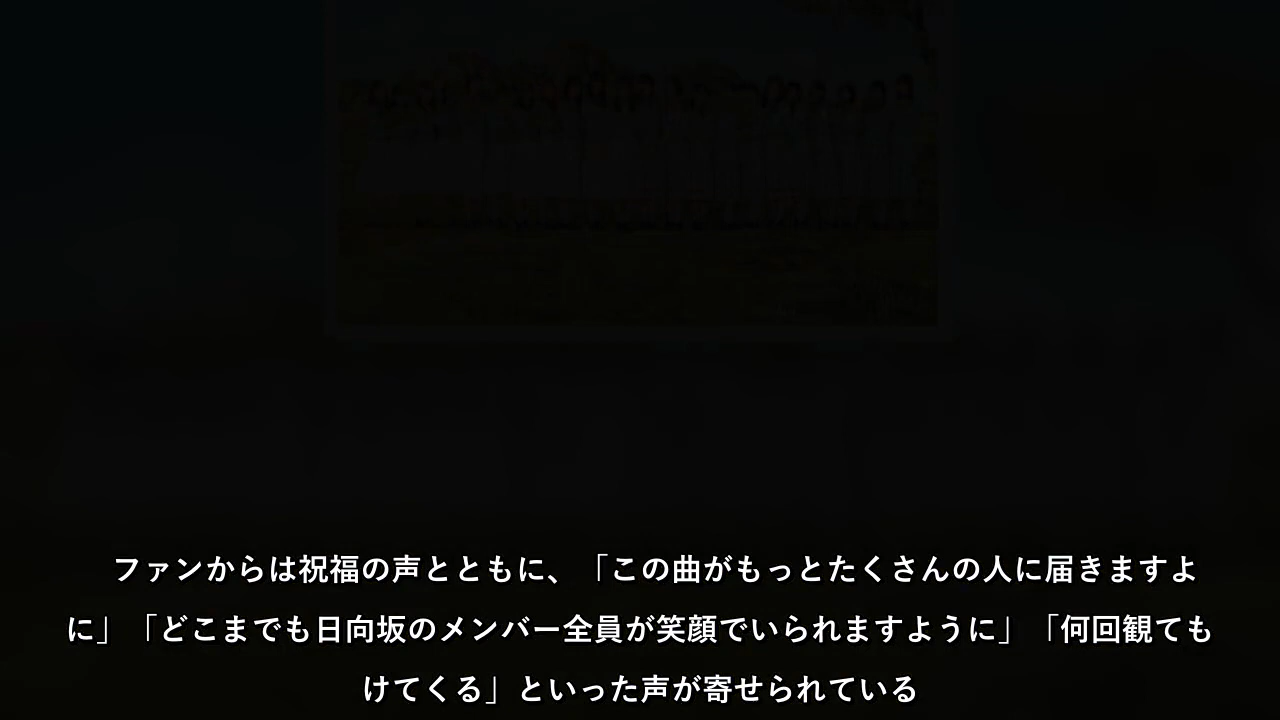 ファンからは祝福の声とともに、「この曲がもっとたくさんの人に届きますよ
に」「どこまでも日向坂のメンバー全員が笑顔でいられますように」「何回観ても
けてくる」といった声が寄せられている